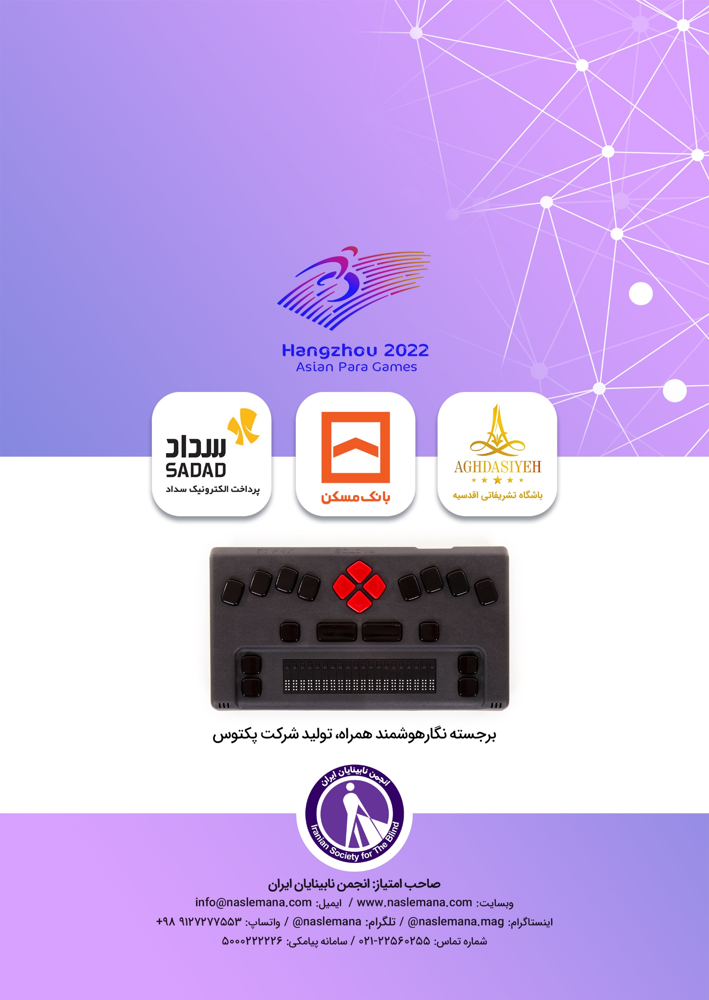 Hangzhou 2022
Asian Para Games
AGHDASIYEH
باشگاه تشریفاتی اقدسیه
بانک مسکن
سداد
SADAD
پرداخت الکترونیک سداد
PACTOS
برجسته نگارهوشمند همراه، تولید شرکت پکتوس
انجمن نابینایان ایران
Iranian Society for The Blind
صاحب امتیاز: انجمن نابینایان ایران
وبسایت: www.naslemana.com / ایمیل: info@naslemana.com
اینستاگرام: @naslemana.mag / تلگرام: @naslemana / واتساپ: +۹۸ ۹۱۲۷۲۷۷۵۵۳
شماره تماس: ۰۲۱-۲۲۵۶۰۲۵۵ / سامانه پیامکی: ۵۰۰۰۲۲۲۲۲۶